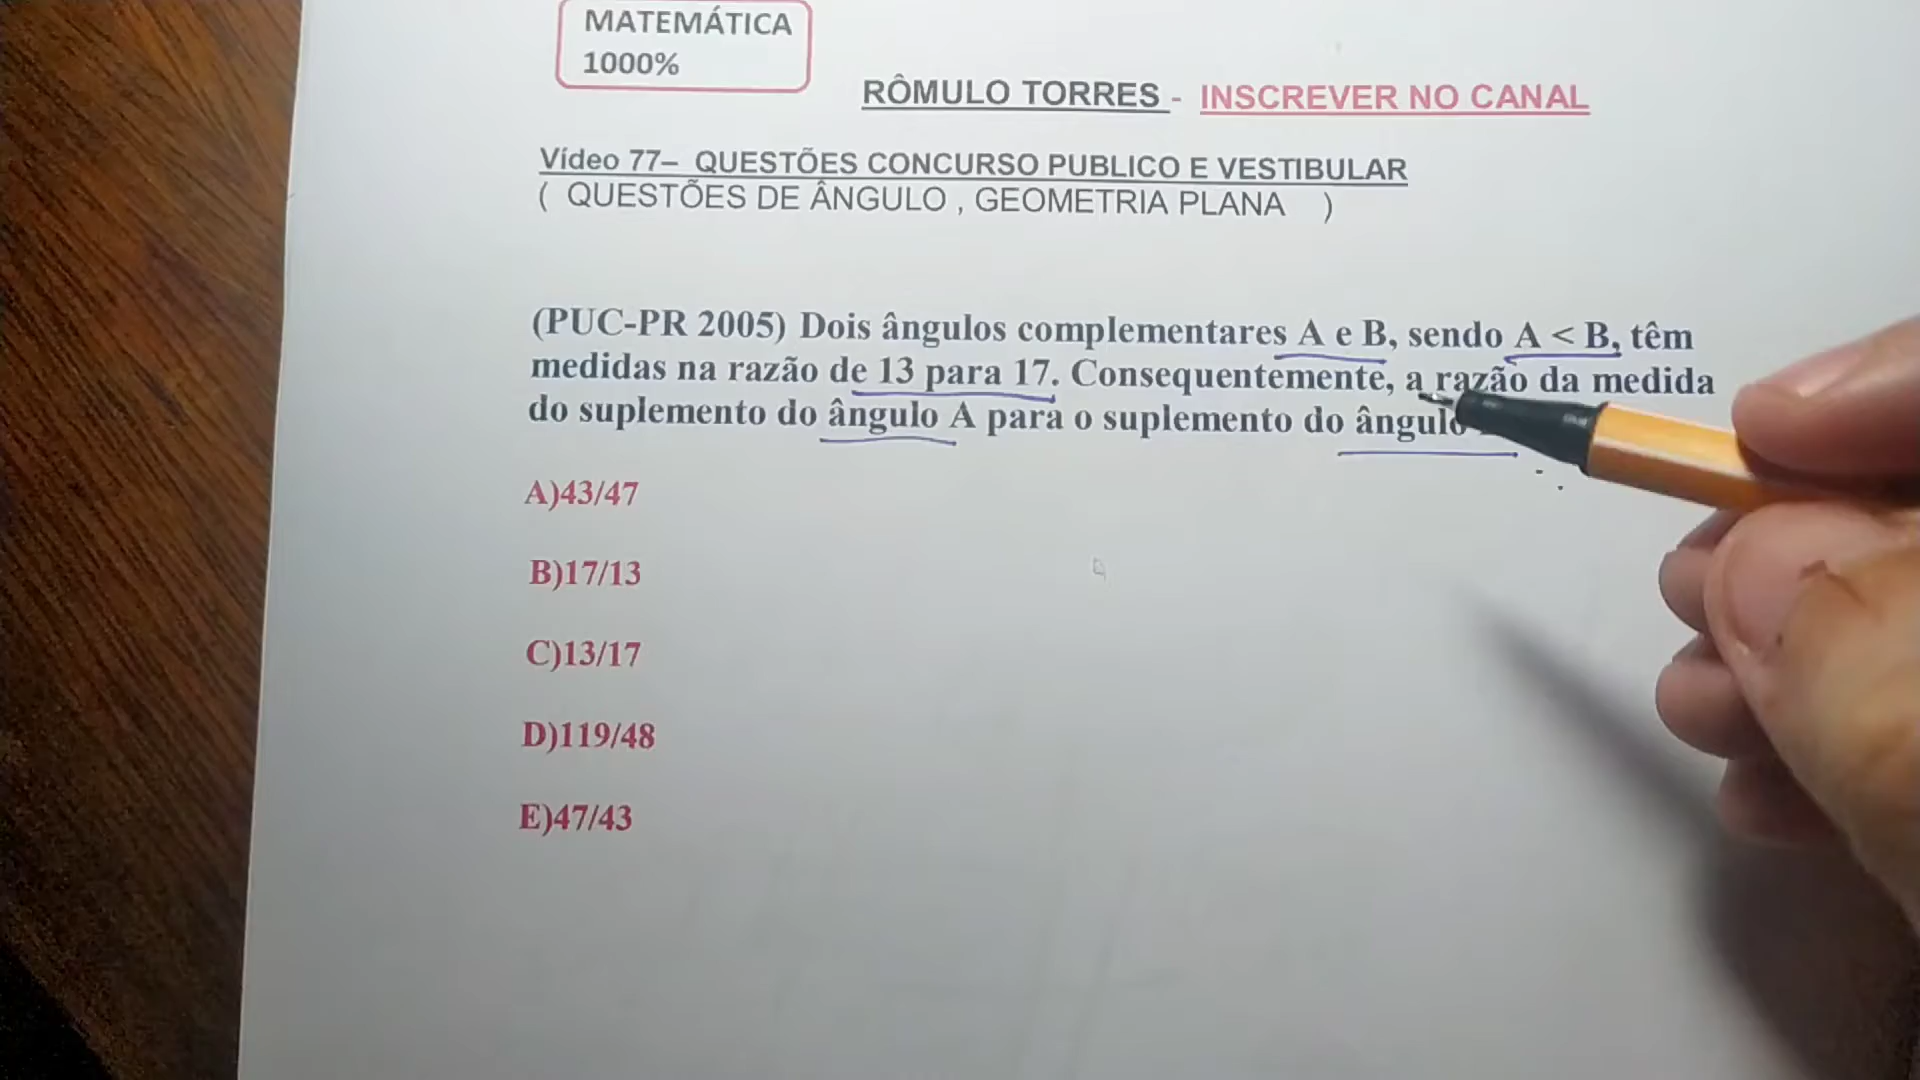 MATEMÁTICA
1000%
RÔMULO TORRES - INSCREVER NO CANAL
Vídeo 77– QUESTÕES CONCURSO PUBLICO E VESTIBULAR
( QUESTÕES DE ÂNGULO , GEOMETRIA PLANA )
(PUC-PR 2005) Dois ângulos complementares A e B, sendo A < B, têm
medidas na razão de 13 para 17. Consequentemente, a razão da medida
do suplemento do ângulo A para o suplemento do ângulo
A)43/47
B)17/13
C)13/17
D)119/48
E)47/43